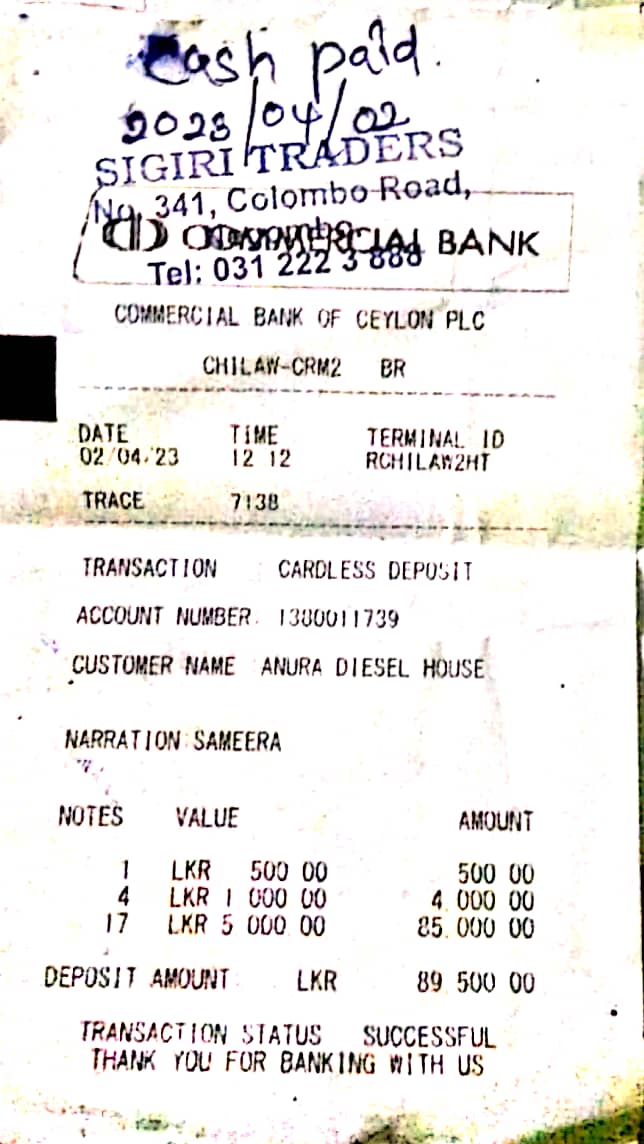 Cash paid.
2023/04/02
SIGIRI TRADERS
No. 341, Colombo Road,
COMMERCIAL BANK
Tel: 031 222 3 888
COMMERCIAL BANK OF CEYLON PLC
CHILAW-CRM2 BR
DATE TIME TERMINAL ID
02/04/23 12 12 RCHILAW2HT
TRACE 7138
TRANSACTION CARDLESS DEPOSIT
ACCOUNT NUMBER. 1380011739
CUSTOMER NAME ANURA DIESEL HOUSE
NARRATION: SAMEERA
NOTES VALUE AMOUNT
1 LKR 500 00 500 00
4 LKR 1 000 00 4 000 00
17 LKR 5 000 00 85.000 00
DEPOSIT AMOUNT LKR 89 500 00
TRANSACTION STATUS SUCCESSFUL
THANK YOU FOR BANKING WITH US